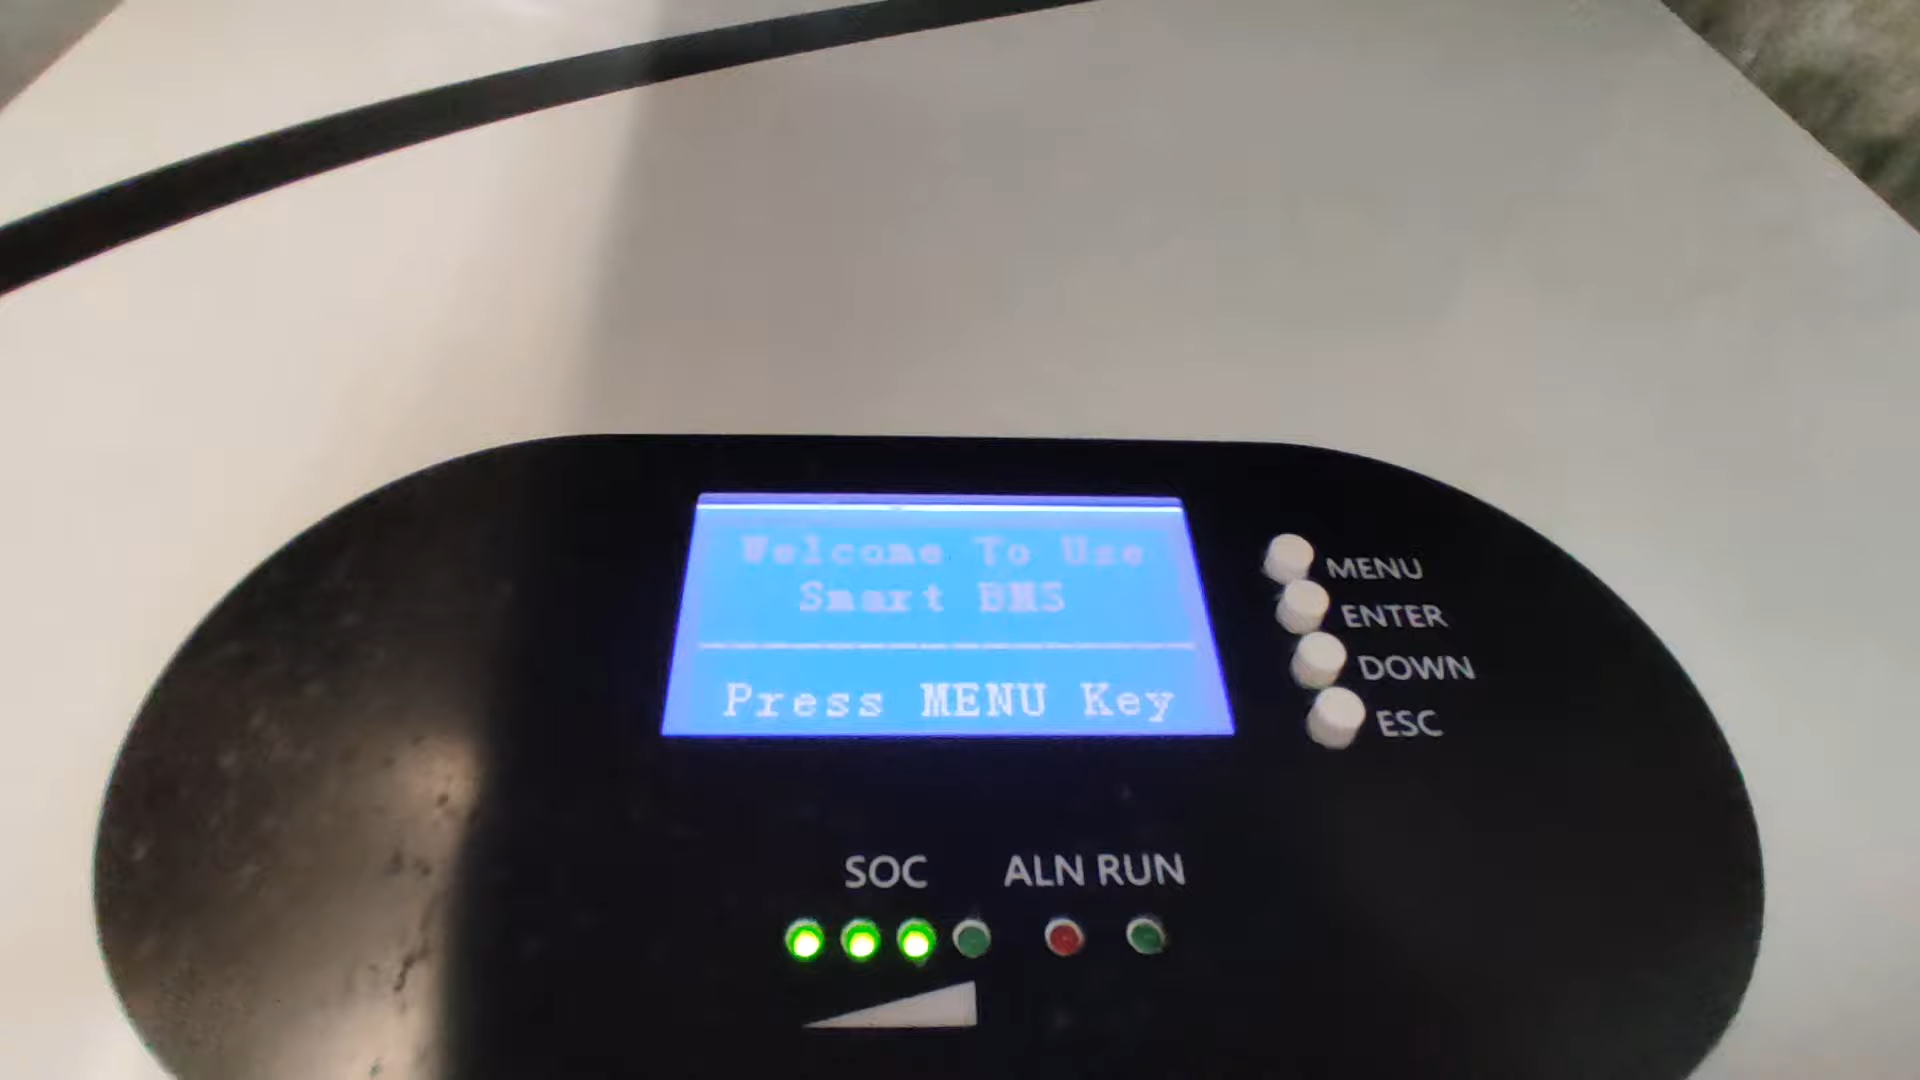 Welcome To Use
Smart BMS
Press MENU Key
MENU
ENTER
DOWN
ESC
SOC
ALN RUN